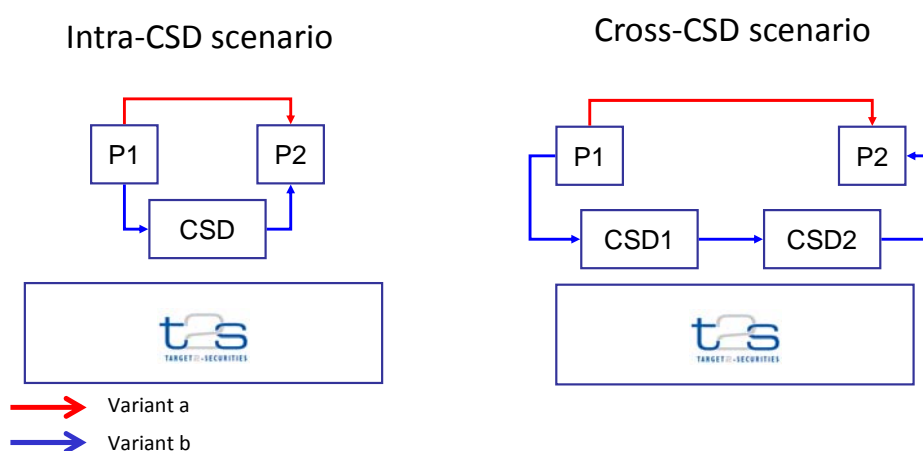 Intra-CSD scenario
Cross-CSD scenario
P1
P2
CSD
P1
P2
CSD1
CSD2
t2s
TARGET2-SECURITIES
t2s
TARGET2-SECURITIES
Variant a
Variant b